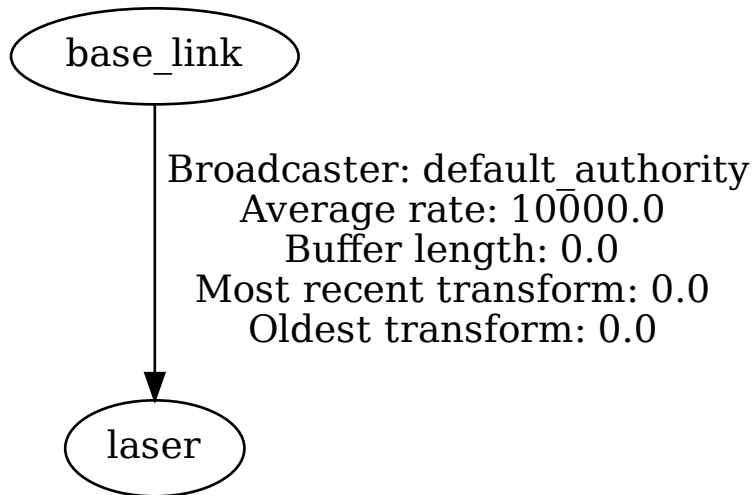 base_link
Broadcaster: default_authority
Average rate: 10000.0
Buffer length: 0.0
Most recent transform: 0.0
Oldest transform: 0.0
laser